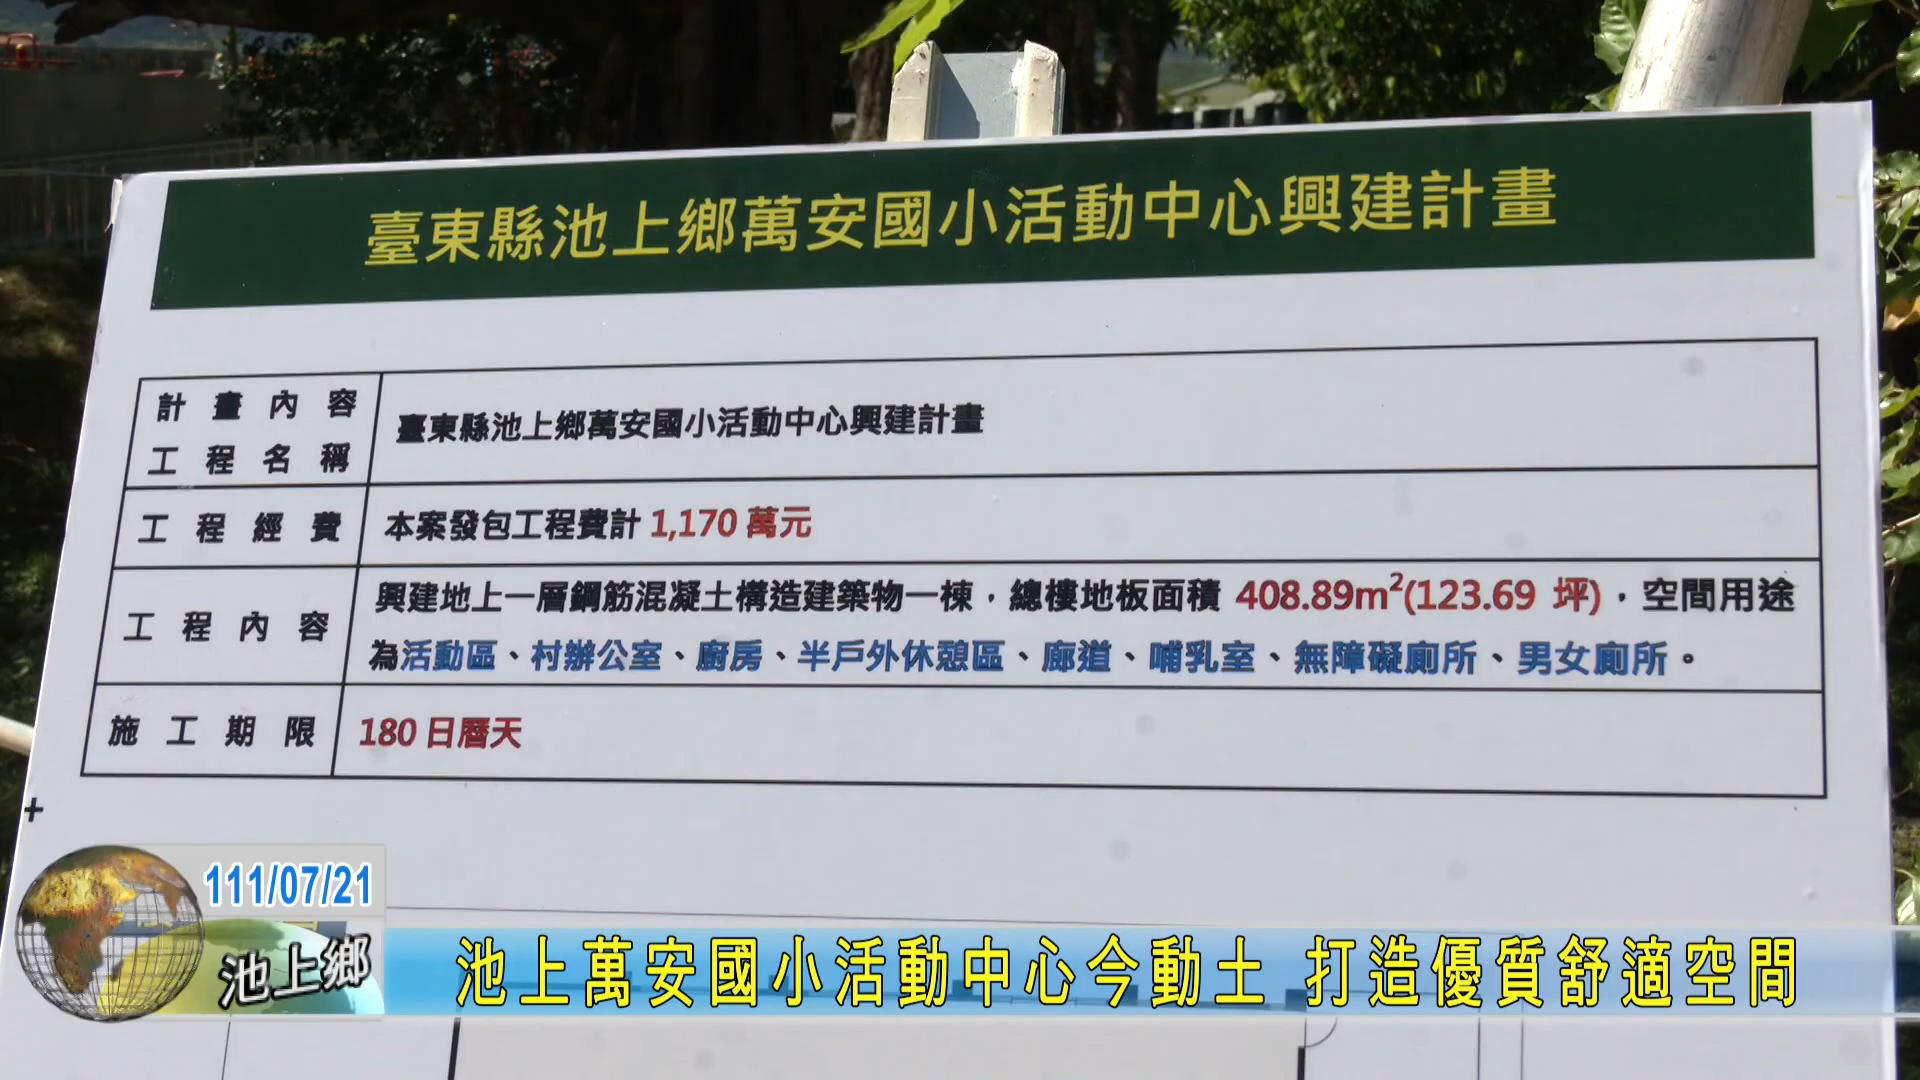 臺東縣池上鄉萬安國小活動中心興建計畫
計畫內容
工程名稱
臺東縣池上鄉萬安國小活動中心興建計畫
工程經費
本案發包工程費計 1,170 萬元
工程內容
興建地上一層鋼筋混凝土構造建築物一棟，總樓地板面積 408.89m²(123.69 坪)，空間用途
為活動區、村辦公室、廚房、半戶外休憩區、廊道、哺乳室、無障礙廁所、男女廁所。
施工期限
180 日曆天
111/07/21
池上鄉
池上萬安國小活動中心今動土 打造優質舒適空間